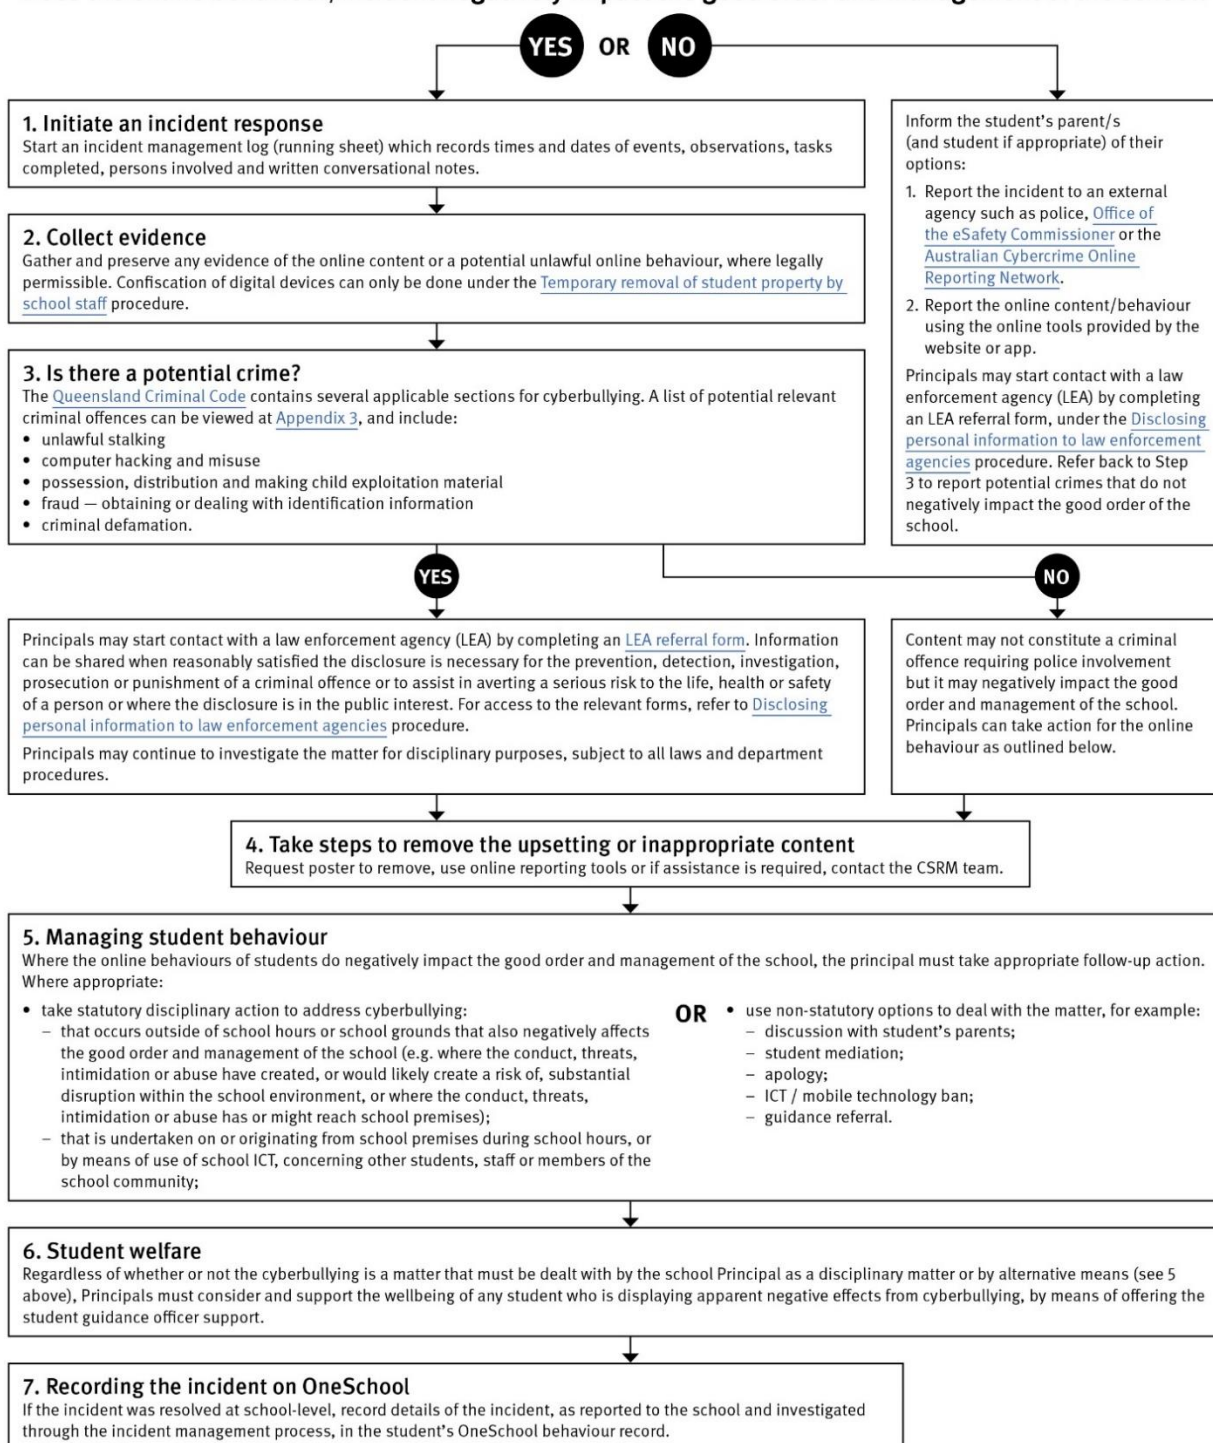 YES OR NO
1. Initiate an incident response
Start an incident management log (running sheet) which records times and dates of events, observations, tasks
completed, persons involved and written conversational notes.
2. Collect evidence
Gather and preserve any evidence of the online content or a potential unlawful online behaviour, where legally
permissible. Confiscation of digital devices can only be done under the Temporary removal of student property by
school staff procedure.
3. Is there a potential crime?
The Queensland Criminal Code contains several applicable sections for cyberbullying. A list of potential relevant
criminal offences can be viewed at Appendix 3, and include:
• unlawful stalking
• computer hacking and misuse
• possession, distribution and making child exploitation material
• fraud — obtaining or dealing with identification information
• criminal defamation.
Inform the student's parent/s
(and student if appropriate) of their
options:
1. Report the incident to an external
agency such as police, Office of
the eSafety Commissioner or the
Australian Cybercrime Online
Reporting Network.
2. Report the online content/behaviour
using the online tools provided by the
website or app.
Principals may start contact with a law
enforcement agency (LEA) by completing
an LEA referral form, under the Disclosing
personal information to law enforcement
agencies procedure. Refer back to Step
3 to report potential crimes that do not
negatively impact the good order of the
school.
YES
NO
Principals may start contact with a law enforcement agency (LEA) by completing an LEA referral form. Information
can be shared when reasonably satisfied the disclosure is necessary for the prevention, detection, investigation,
prosecution or punishment of a criminal offence or to assist in averting a serious risk to the life, health or safety
of a person or where the disclosure is in the public interest. For access to the relevant forms, refer to Disclosing
personal information to law enforcement agencies procedure.
Principals may continue to investigate the matter for disciplinary purposes, subject to all laws and department
procedures.
Content may not constitute a criminal
offence requiring police involvement
but it may negatively impact the good
order and management of the school.
Principals can take action for the online
behaviour as outlined below.
4. Take steps to remove the upsetting or inappropriate content
Request poster to remove, use online reporting tools or if assistance is required, contact the CSRM team.
5. Managing student behaviour
Where the online behaviours of students do negatively impact the good order and management of the school, the principal must take appropriate follow-up action.
Where appropriate:
• take statutory disciplinary action to address cyberbullying:
– that occurs outside of school hours or school grounds that also negatively affects
the good order and management of the school (e.g. where the conduct, threats,
intimidation or abuse have created, or would likely create a risk of, substantial
disruption within the school environment, or where the conduct, threats,
intimidation or abuse has or might reach school premises);
– that is undertaken on or originating from school premises during school hours, or
by means of use of school ICT, concerning other students, staff or members of the
school community;
OR
• use non-statutory options to deal with the matter, for example:
– discussion with student's parents;
– student mediation;
– apology;
– ICT / mobile technology ban;
– guidance referral.
6. Student welfare
Regardless of whether or not the cyberbullying is a matter that must be dealt with by the school Principal as a disciplinary matter or by alternative means (see 5
above), Principals must consider and support the wellbeing of any student who is displaying apparent negative effects from cyberbullying, by means of offering the
student guidance officer support.
7. Recording the incident on OneSchool
If the incident was resolved at school-level, record details of the incident, as reported to the school and investigated
through the incident management process, in the student's OneSchool behaviour record.